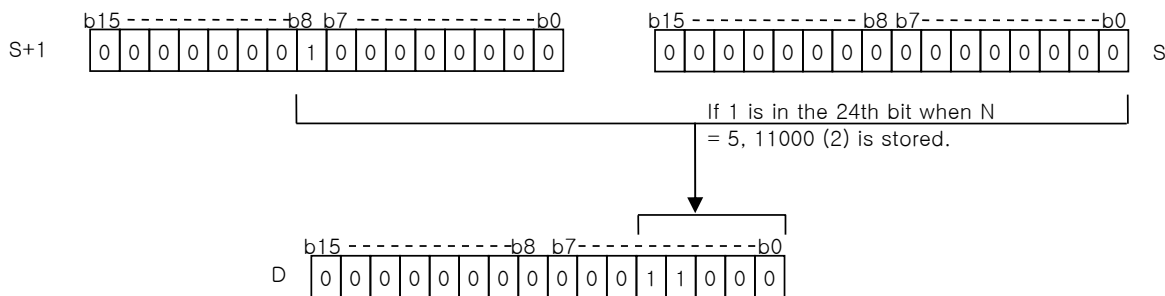 b15 - - - - - - - - - - - - - - b8 b7 - - - - - - - - - - - - - - b0
S+1 0 0 0 0 0 0 0 1 0 0 0 0 0 0 0 0
b15 - - - - - - - - - - - - - - b8 b7 - - - - - - - - - - - - - - b0
0 0 0 0 0 0 0 0 0 0 0 0 0 0 0 0 S
If 1 is in the 24th bit when N
= 5, 11000 (2) is stored.
b15 - - - - - - - - - - - - - - b8 b7 - - - - - - - - - - - - - - b0
D 0 0 0 0 0 0 0 0 0 0 0 1 1 0 0 0